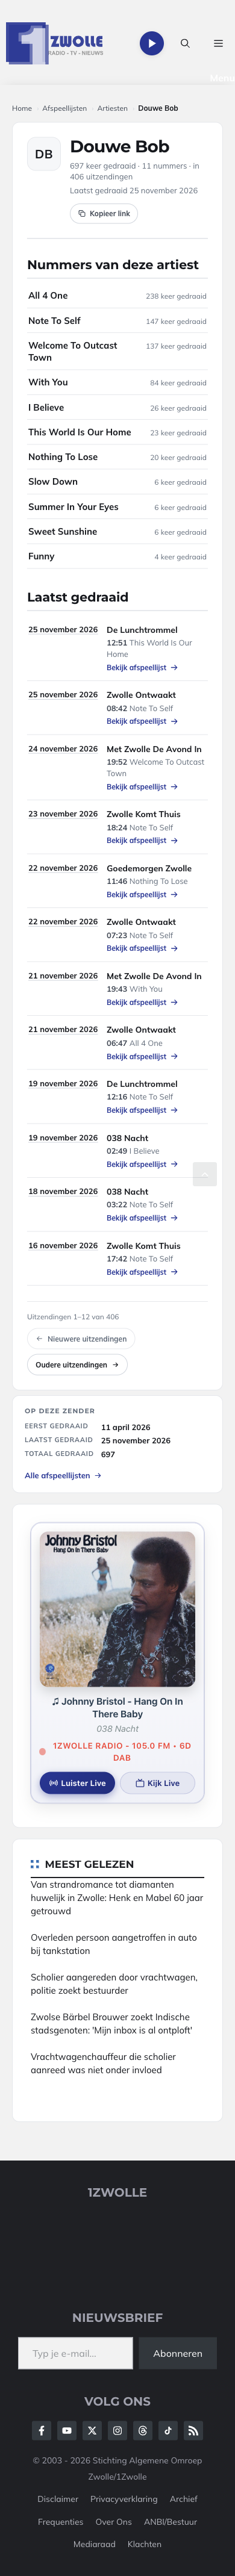 1ZWOLLE
RADIO - TV - NIEUWS
Menu
Home
Afspeellijsten
Artiesten
Douwe Bob
DB
Douwe Bob
697 keer gedraaid · 11 nummers · in
406 uitzendingen
Laatst gedraaid 25 november 2026
Kopieer link
Nummers van deze artiest
All 4 One
238 keer gedraaid
Note To Self
147 keer gedraaid
Welcome To Outcast
Town
137 keer gedraaid
With You
84 keer gedraaid
I Believe
26 keer gedraaid
This World Is Our Home
23 keer gedraaid
Nothing To Lose
20 keer gedraaid
Slow Down
6 keer gedraaid
Summer In Your Eyes
6 keer gedraaid
Sweet Sunshine
6 keer gedraaid
Funny
4 keer gedraaid
Laatst gedraaid
25 november 2026
De Lunchtrommel
12:51 This World is Our
Home
Bekijk afspeellijst →
25 november 2026
Zwolle Ontwaakt
08:42 Note To Self
Bekijk afspeellijst →
24 november 2026
Met Zwolle De Avond In
19:52 Welcome To Outcast
Town
Bekijk afspeellijst →
23 november 2026
Zwolle Komt Thuis
18:24 Note To Self
Bekijk afspeellijst →
22 november 2026
Goedemorgen Zwolle
11:46 Nothing To Lose
Bekijk afspeellijst →
22 november 2026
Zwolle Ontwaakt
07:23 Note To Self
Bekijk afspeellijst →
21 november 2026
Met Zwolle De Avond In
19:43 With You
Bekijk afspeellijst →
21 november 2026
Zwolle Ontwaakt
06:47 All 4 One
Bekijk afspeellijst →
19 november 2026
De Lunchtrommel
12:16 Note To Self
Bekijk afspeellijst →
19 november 2026
038 Nacht
02:49 I Believe
Bekijk afspeellijst →
18 november 2026
038 Nacht
03:22 Note To Self
Bekijk afspeellijst →
16 november 2026
Zwolle Komt Thuis
17:42 Note To Self
Bekijk afspeellijst →
Uitzendingen 1–12 van 406
← Nieuwere uitzendingen
Oudere uitzendingen →
OP DEZE ZENDER
EERST GEDRAAID
11 april 2026
LAATST GEDRAAID
25 november 2026
TOTAAL GEDRAAID
697
Alle afspeellijsten →
Johnny Bristol
Hang On In There Baby
♫ Johnny Bristol - Hang On In
There Baby
038 Nacht
1ZWOLLE RADIO - 105.0 FM • 6D
DAB
Luister Live
Kijk Live
MEEST GELEZEN
Van strandromance tot diamanten
huwelijk in Zwolle: Henk en Mabel 60 jaar
getrouwd
Overleden persoon aangetroffen in auto
bij tankstation
Scholier aangereden door vrachtwagen,
politie zoekt bestuurder
Zwolse Bärbel Brouwer zoekt Indische
stadsgenoten: 'Mijn inbox is al ontploft'
Vrachtwagenchauffeur die scholier
aanreed was niet onder invloed
1ZWOLLE
NIEUWSBRIEF
Typ je e-mail...
Abonneren
VOLG ONS
© 2003 - 2026 Stichting Algemene Omroep
Zwolle/1Zwolle
Disclaimer
Privacyverklaring
Archief
Frequenties
Over Ons
ANBI/Bestuur
Mediaraad
Klachten